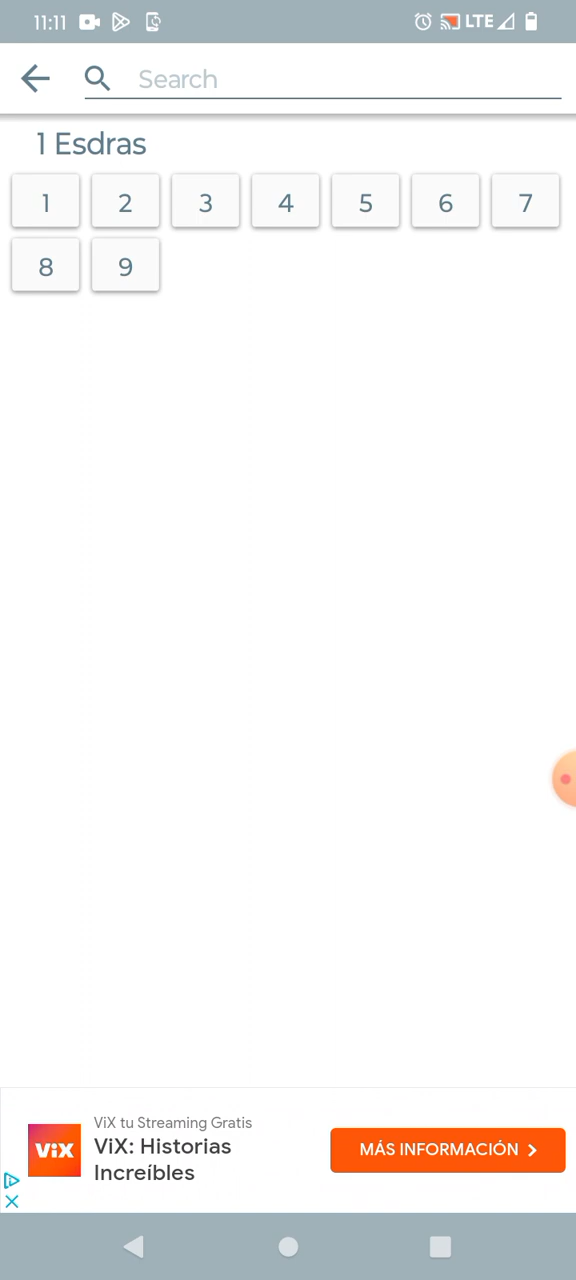 11:11 LTE
Search
1 Esdras
1 2 3 4 5 6 7
8 9
ViX tu Streaming Gratis
ViX
ViX: Historias
Increíbles
MÁS INFORMACIÓN